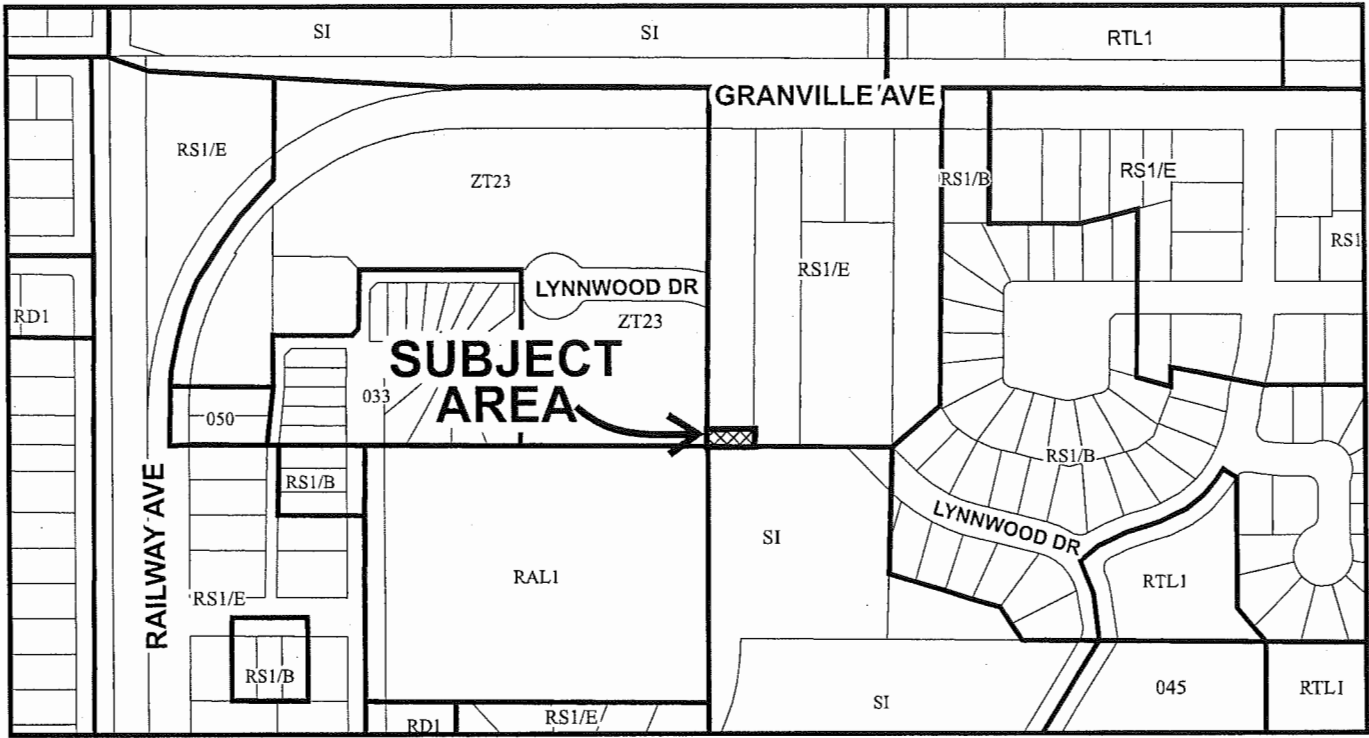 SI
SI
RTL1
GRANVILLE AVE
RS1/E
ZT23
RS1/B
RS1/E
RS1/E
RS1
LYNNWOOD DR
RD1
ZT23
SUBJECT
AREA
033
050
RS1/B
RS1/B
RAILWAY AVE
SI
LYNNWOOD DR
RAL1
RTL1
RS1/E
RS1/B
045
RTL1
SI
RD1
RS1/E